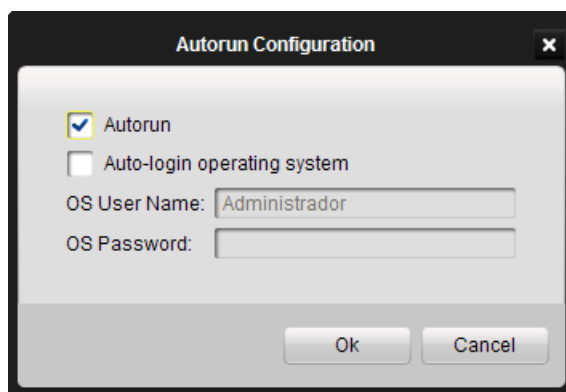 Autorun Configuration
Autorun
Auto-login operating system
OS User Name: Administrador
OS Password:
Ok Cancel